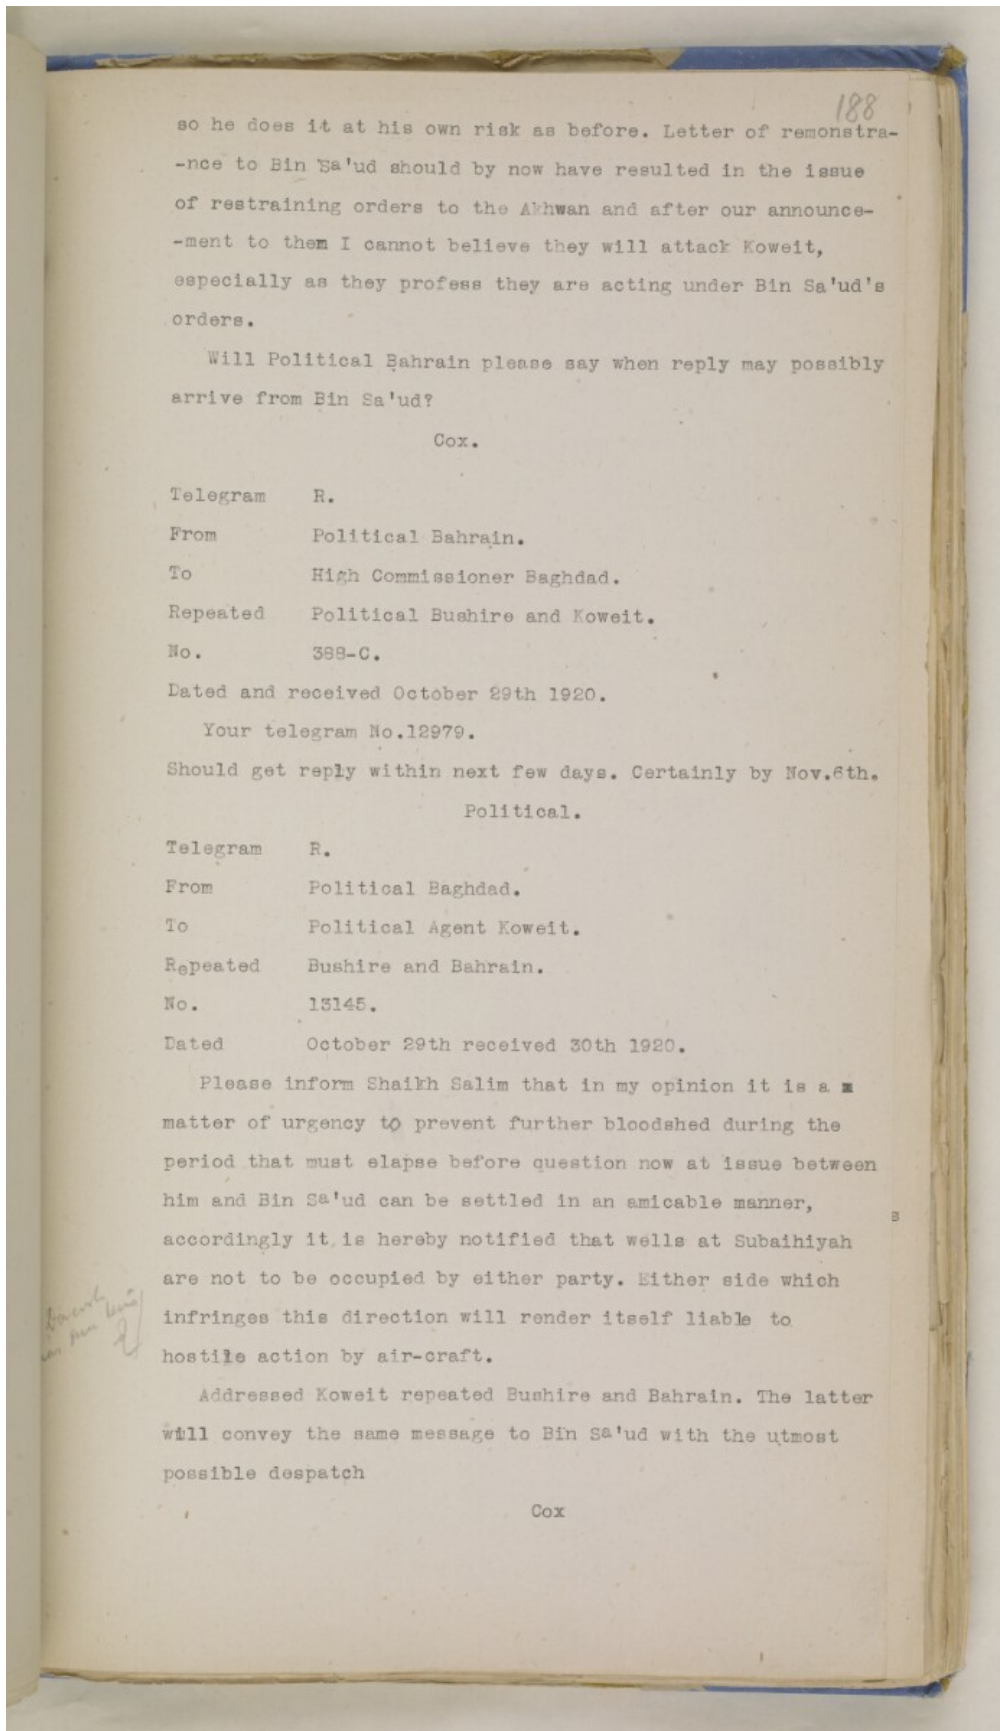 188
so he does it at his own risk as before. Letter of remonstra-
-nce to Bin Sa'ud should by now have resulted in the issue
of restraining orders to the Akhwan and after our announce-
-ment to them I cannot believe they will attack Koweit,
especially as they profess they are acting under Bin Sa'ud's
orders.
Will Political Bahrain please say when reply may possibly
arrive from Bin Sa'ud?
Cox.
Telegram R.
From Political Bahrain.
To High Commissioner Baghdad.
Repeated Political Bushire and Koweit.
No. 388-C.
Dated and received October 29th 1920.
Your telegram No.12979.
Should get reply within next few days. Certainly by Nov.6th.
Political.
Telegram R.
From Political Baghdad.
To Political Agent Koweit.
Repeated Bushire and Bahrain.
No. 13145.
Dated October 29th received 30th 1920.
Please inform Shaikh Salim that in my opinion it is a
matter of urgency to prevent further bloodshed during the
period that must elapse before question now at issue between
him and Bin Sa'ud can be settled in an amicable manner,
s
accordingly it is hereby notified that wells at Subaihiyah
are not to be occupied by either party. Either side which
infringes this direction will render itself liable to
hostile action by air-craft.
Addressed Koweit repeated Bushire and Bahrain. The latter
will convey the same message to Bin Sa'ud with the utmost
possible despatch
Cox